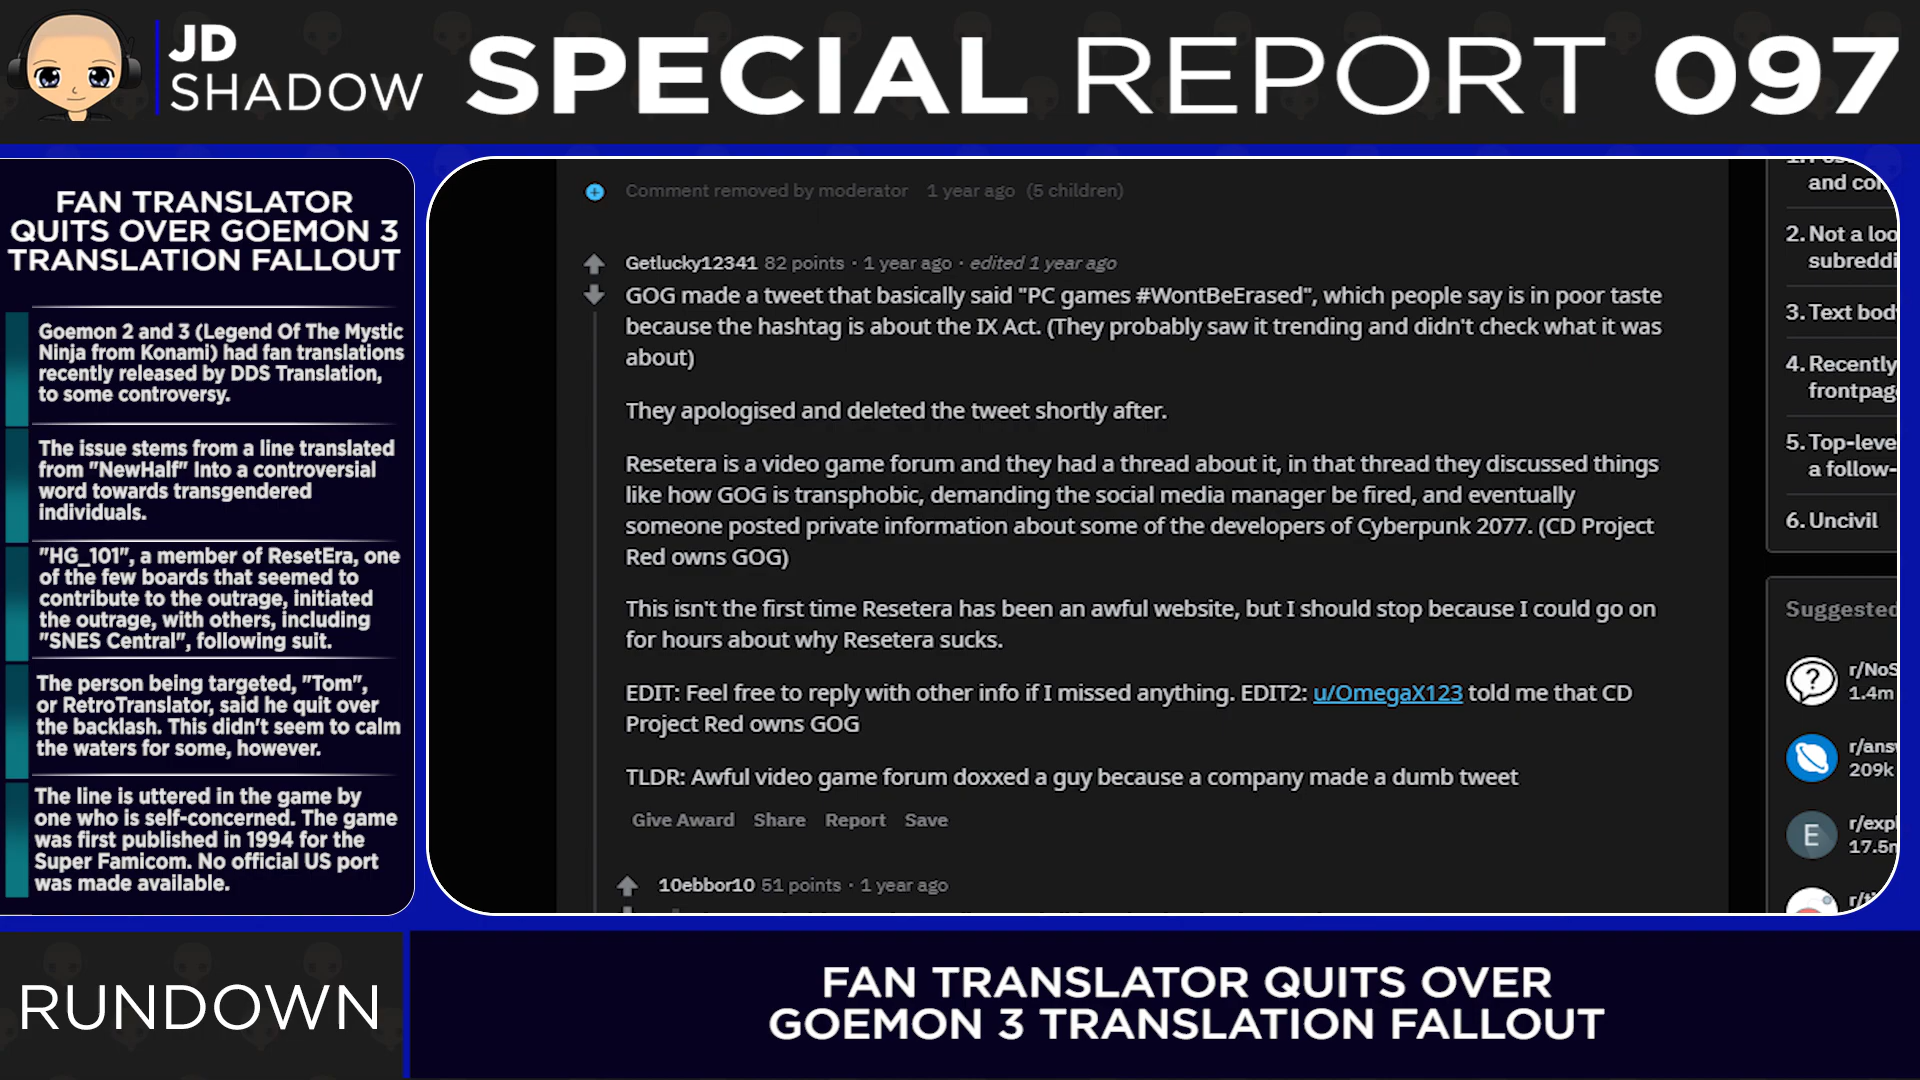 JD
SHADOW
SPECIAL REPORT 097
FAN TRANSLATOR
QUITS OVER GOEMON 3
TRANSLATION FALLOUT
Goemon 2 and 3 (Legend Of The Mystic
Ninja from Konami) had fan translations
recently released by DDS Translation,
to some controversy.
The issue stems from a line translated
from "NewHalf" Into a controversial
word towards transgendered
individuals.
"HG_101", a member of ResetEra, one
of the few boards that seemed to
contribute to the outrage, initiated
the outrage, with others, including
"SNES Central", following suit.
The person being targeted, "Tom",
or RetroTranslator, said he quit over
the backlash. This didn't seem to calm
the waters for some, however.
The line is uttered in the game by
one who is self-concerned. The game
was first published in 1994 for the
Super Famicom. No official US port
was made available.
Comment removed by moderator 1 year ago (5 children)
Getlucky12341 82 points · 1 year ago · edited 1 year ago
GOG made a tweet that basically said "PC games #WontBeErased", which people say is in poor taste
because the hashtag is about the IX Act. (They probably saw it trending and didn't check what it was
about)
They apologised and deleted the tweet shortly after.
Resetera is a video game forum and they had a thread about it, in that thread they discussed things
like how GOG is transphobic, demanding the social media manager be fired, and eventually
someone posted private information about some of the developers of Cyberpunk 2077. (CD Project
Red owns GOG)
This isn't the first time Resetera has been an awful website, but I should stop because I could go on
for hours about why Resetera sucks.
EDIT: Feel free to reply with other info if I missed anything. EDIT2: u/OmegaX123 told me that CD
Project Red owns GOG
TLDR: Awful video game forum doxxed a guy because a company made a dumb tweet
Give Award Share Report Save
10ebbor10 51 points · 1 year ago
and
2. Not a
3. Text
4. Recently
5.
a
6. Uncivil
Suggested
1.4m
209k
E
RUNDOWN
FAN TRANSLATOR QUITS OVER
GOEMON 3 TRANSLATION FALLOUT